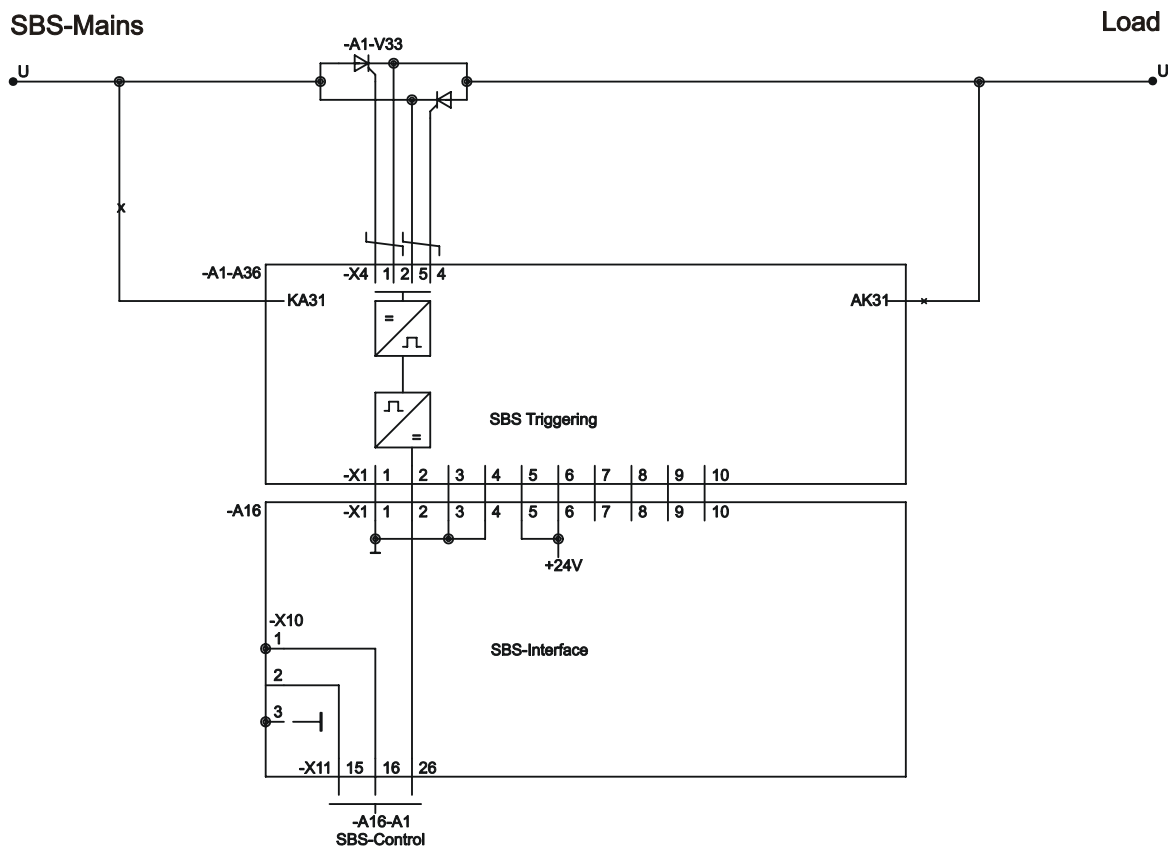 SBS-Mains
Load
-A1-V33
U
U
x
-A1-A36
-X4 1 2 5 4
KA31
AK31
x
=
=
SBS Triggering
-X1 1 2 3 4 5 6 7 8 9 10
-A16
-X1 1 2 3 4 5 6 7 8 9 10
+24V
-X10
1
SBS-Interface
2
3
-X11 15 16 26
-A16-A1
SBS-Control